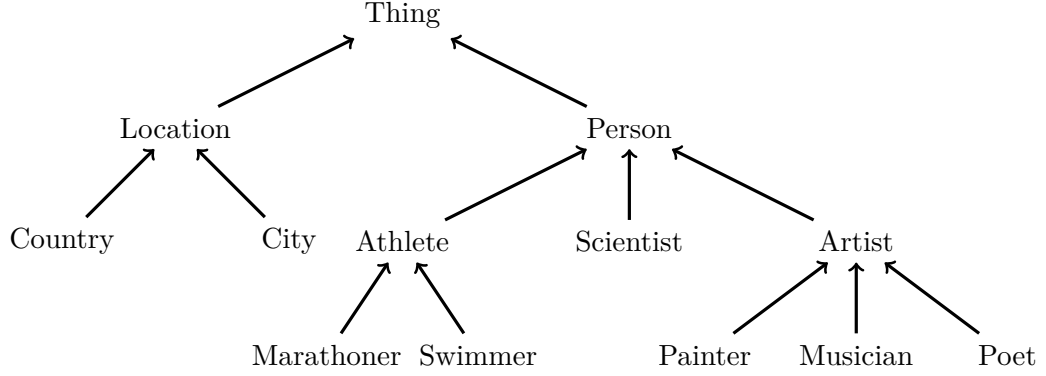 Thing
Location Person
Country City Athlete Scientist Artist
Marathoner Swimmer Painter Musician Poet